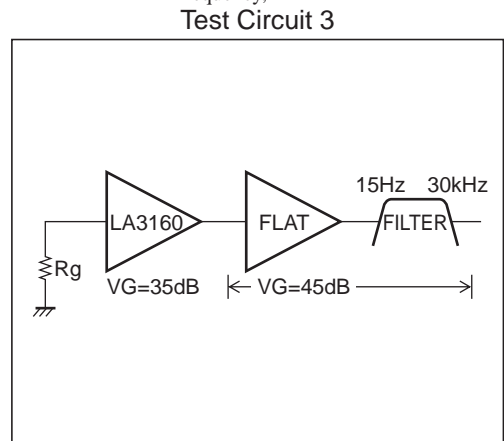 Test Circuit 3
15Hz 30kHz
LA3160 FLAT FILTER
Rg
VG=35dB VG=45dB